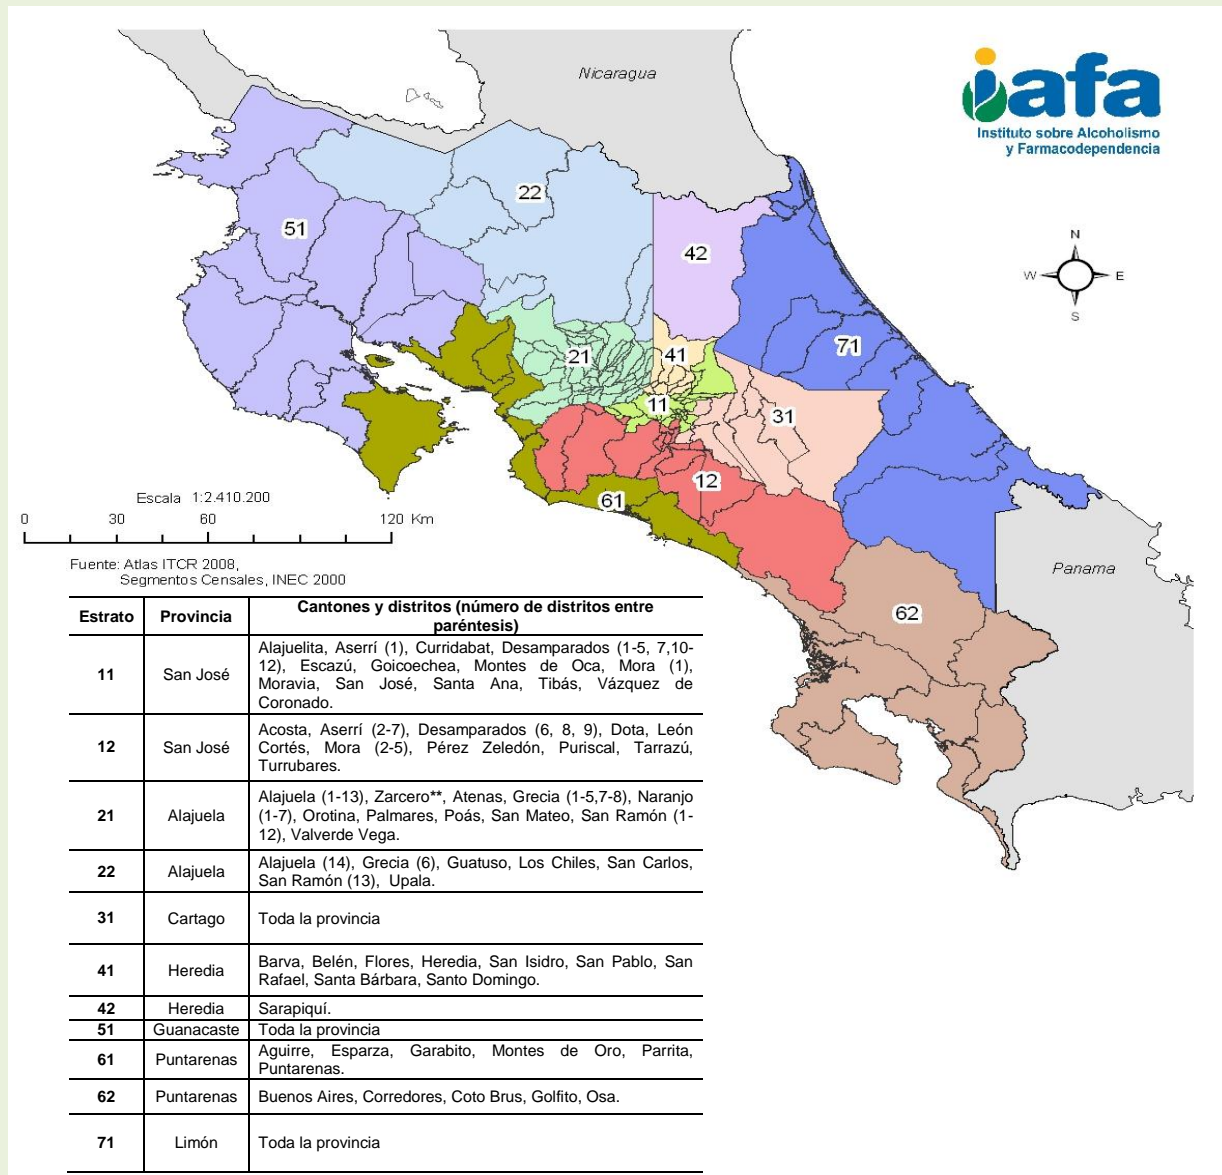 Nicaragua
iafa
Instituto sobre Alcoholismo
y Farmacodependencia
22
51
42
N
W E
S
71
21
41
11
31
12
61
62
Panama
Escala 1:2.410.200
0 30 60 120 Km
Fuente: Atlas ITCR 2008,
Segmentos Censales, INEC 2000
Estrato Provincia Cantones y distritos (número de distritos entre
paréntesis)
11 San José Alajuelita, Aserrí (1), Curridabat, Desamparados (1-5, 7,10-
12), Escazú, Goicoechea, Montes de Oca, Mora (1),
Moravia, San José, Santa Ana, Tibás, Vázquez de
Coronado.
12 San José Acosta, Aserrí (2-7), Desamparados (6, 8, 9), Dota, León
Cortés, Mora (2-5), Pérez Zeledón, Puriscal, Tarrazú,
Turrubares.
21 Alajuela Alajuela (1-13), Zarcero**, Atenas, Grecia (1-5,7-8), Naranjo
(1-7), Orotina, Palmares, Poás, San Mateo, San Ramón (1-
12), Valverde Vega.
22 Alajuela Alajuela (14), Grecia (6), Guatuso, Los Chiles, San Carlos,
San Ramón (13), Upala.
31 Cartago Toda la provincia
41 Heredia Barva, Belén, Flores, Heredia, San Isidro, San Pablo, San
Rafael, Santa Bárbara, Santo Domingo.
42 Heredia Sarapiquí.
51 Guanacaste Toda la provincia
61 Puntarenas Aguirre, Esparza, Garabito, Montes de Oro, Parrita,
Puntarenas.
62 Puntarenas Buenos Aires, Corredores, Coto Brus, Golfito, Osa.
71 Limón Toda la provincia